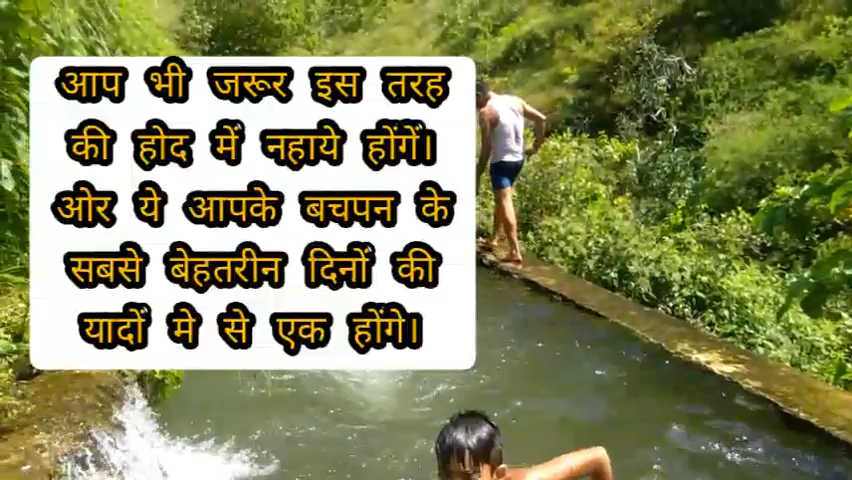 आप भी जरूर इस तरह
की होद में नहाये होंगें।
ओर ये आपके बचपन के
सबसे बेहतरीन दिनों की
यादों मे से एक होंगे.।